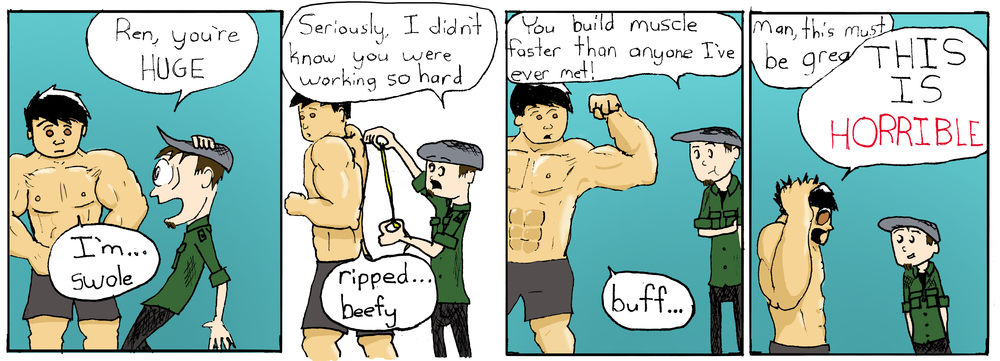 Ren, you're
HUGE
I'm...
swole
Seriously, I didn't
know you were
working so hard
ripped...
beefy
You build muscle
faster than anyone I've
ever met!
buff...
Man, this must
be grea
THIS
IS
HORRIBLE